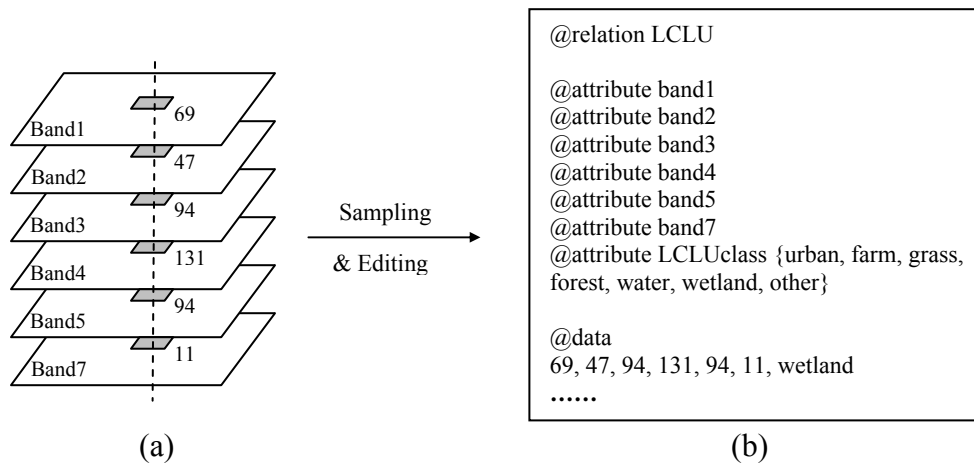 Band1
69
Band2
47
Band3
94
Band4
131
Band5
94
Band7
11
(a)
Sampling
& Editing
@relation LCLU
@attribute band1
@attribute band2
@attribute band3
@attribute band4
@attribute band5
@attribute band7
@attribute LCLUclass {urban, farm, grass,
forest, water, wetland, other}
@data
69, 47, 94, 131, 94, 11, wetland
......
(b)